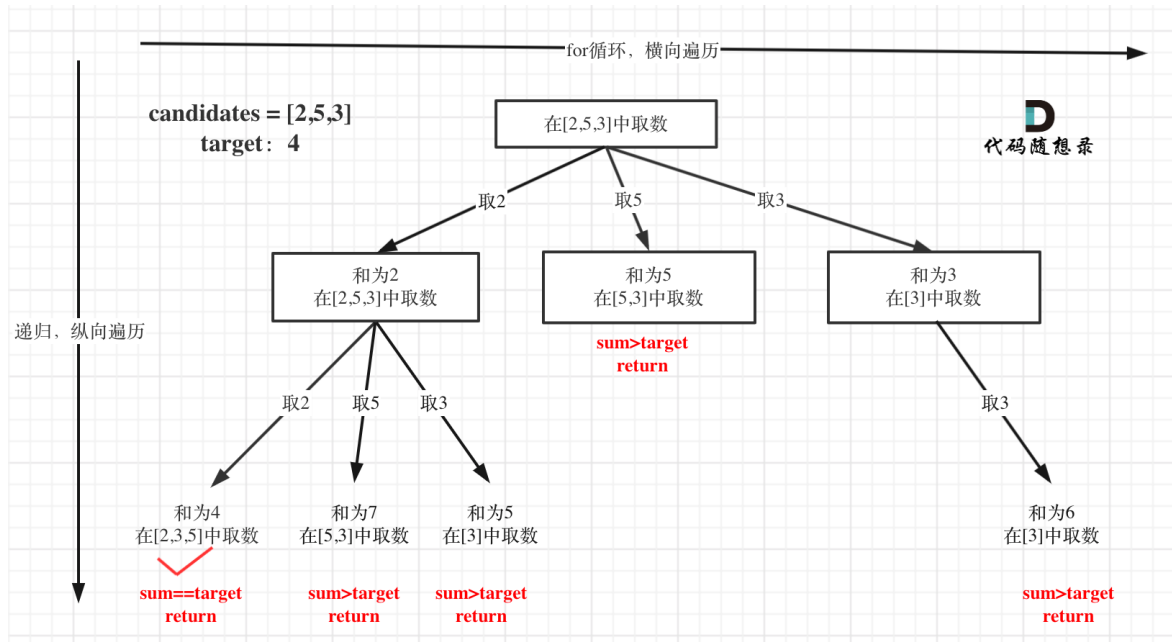 for循环，横向遍历
candidates = [2,5,3]
target：4
在[2,5,3]中取数
代码随想录
取2
取5
取3
和为2
在[2,5,3]中取数
和为5
在[5,3]中取数
和为3
在[3]中取数
递归，纵向遍历
sum>target
return
取2
取5
取3
取3
和为4
在[2,3,5]中取数
和为7
在[5,3]中取数
和为5
在[3]中取数
和为6
在[3]中取数
sum==target
return
sum>target
return
sum>target
return
sum>target
return